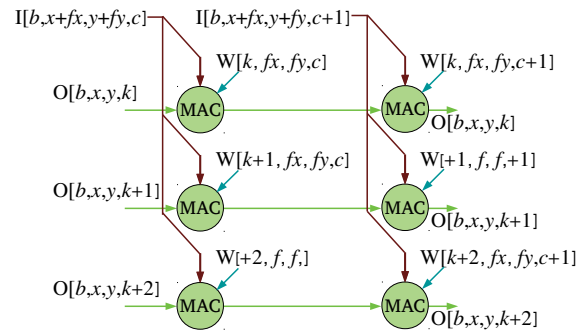 I[b,x+fx,y+fy,c] I[b,x+fx,y+fy,c+1]
W[k, fx, fy,c] W[k, fx, fy,c+1]
O[b,x,y,k] MAC MAC
O[b,x,y,k]
W[k+1, fx, fy,c] W[+1, f, f,+1]
O[b,x,y,k+1] MAC MAC
O[b,x,y,k+1]
W[+2, f, f,] W[k+2, fx, fy,c+1]
O[b,x,y,k+2] MAC MAC
O[b,x,y,k+2]